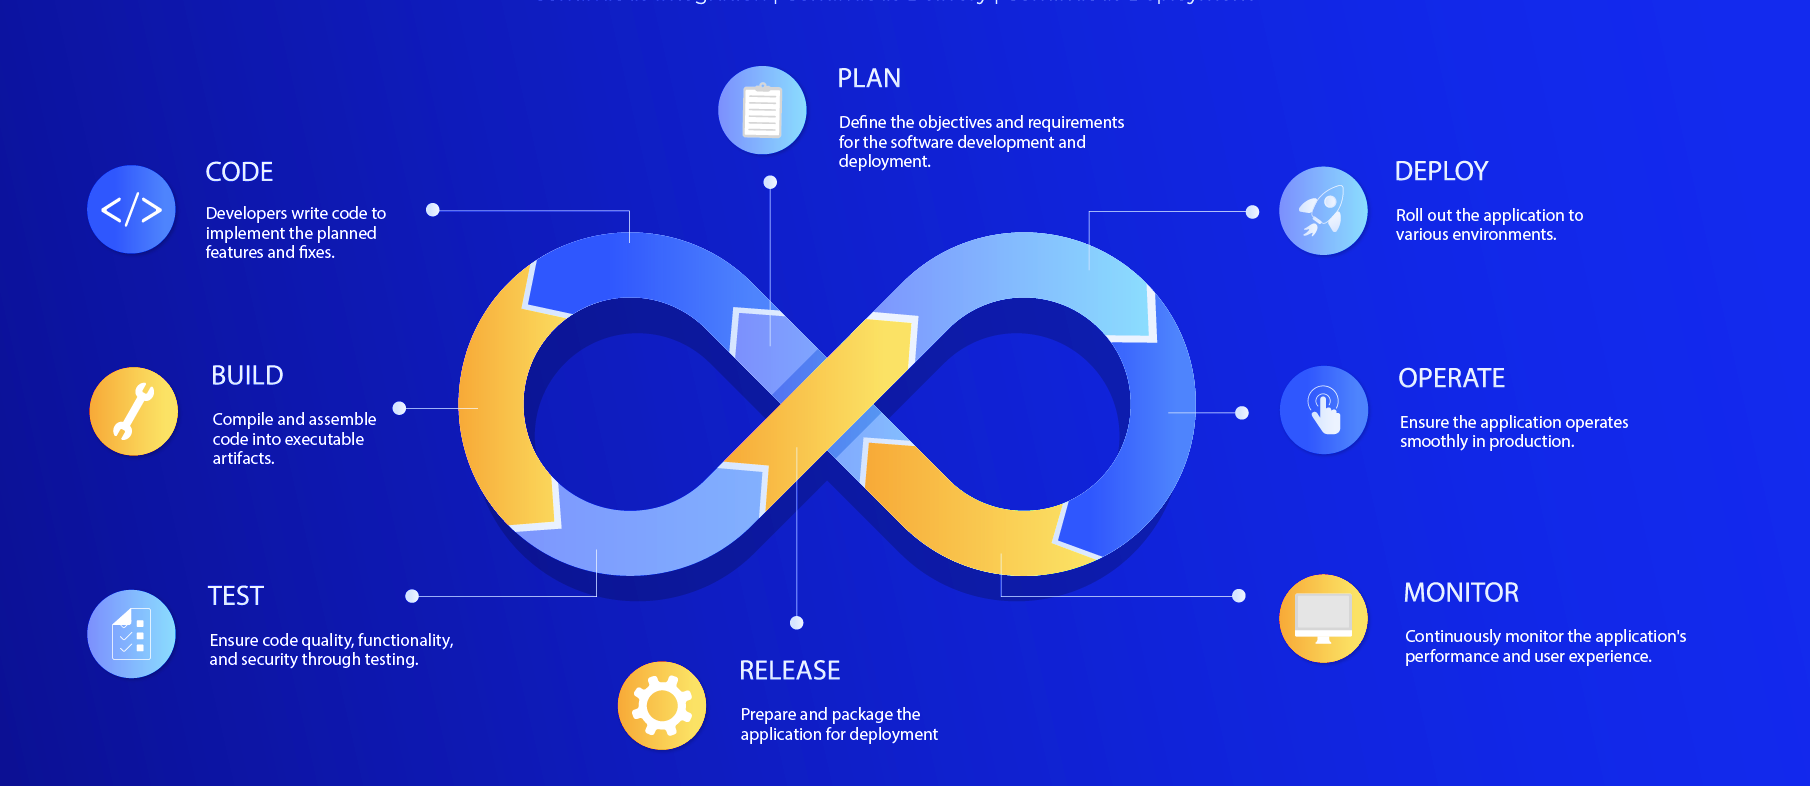 PLAN
Define the objectives and requirements
for the software development and
deployment.
CODE
Developers write code to
implement the planned
features and fixes.
DEPLOY
Roll out the application to
various environments.
BUILD
Compile and assemble
code into executable
artifacts.
OPERATE
Ensure the application operates
smoothly in production.
TEST
Ensure code quality, functionality,
and security through testing.
MONITOR
Continuously monitor the application's
performance and user experience.
RELEASE
Prepare and package the
application for deployment